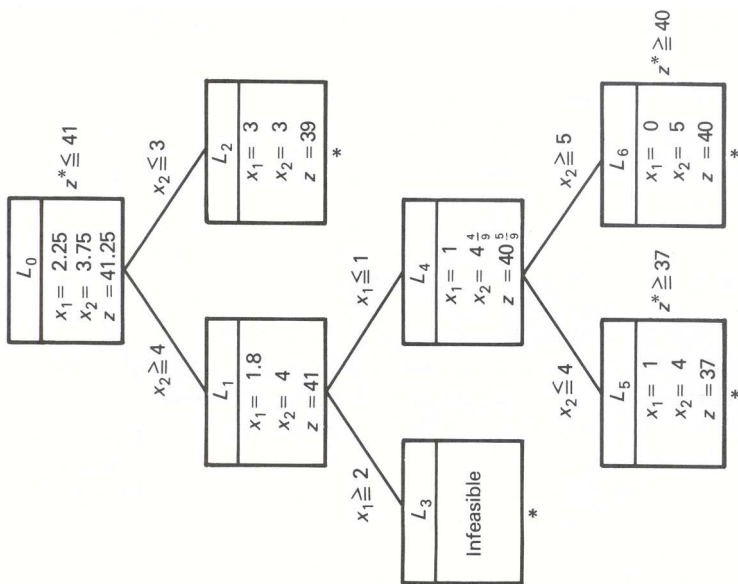 L₀
x₁ = 2.25
x₂ = 3.75
z = 41.25
z* ≦ 41
x₂ ≧ 4
x₂ ≦ 3
L₁
x₁ = 1.8
x₂ = 4
z = 41
L₂
x₁ = 3
x₂ = 3
z = 39
*
x₁ ≧ 2
x₁ ≦ 1
L₃
Infeasible
*
L₄
x₁ = 1
x₂ = 4 4/9
z = 40 5/9
x₂ ≦ 4
x₂ ≧ 5
L₅
x₁ = 1
x₂ = 4
z = 37
*
z* ≧ 37
L₆
x₁ = 0
x₂ = 5
z = 40
*
z* ≧ 40